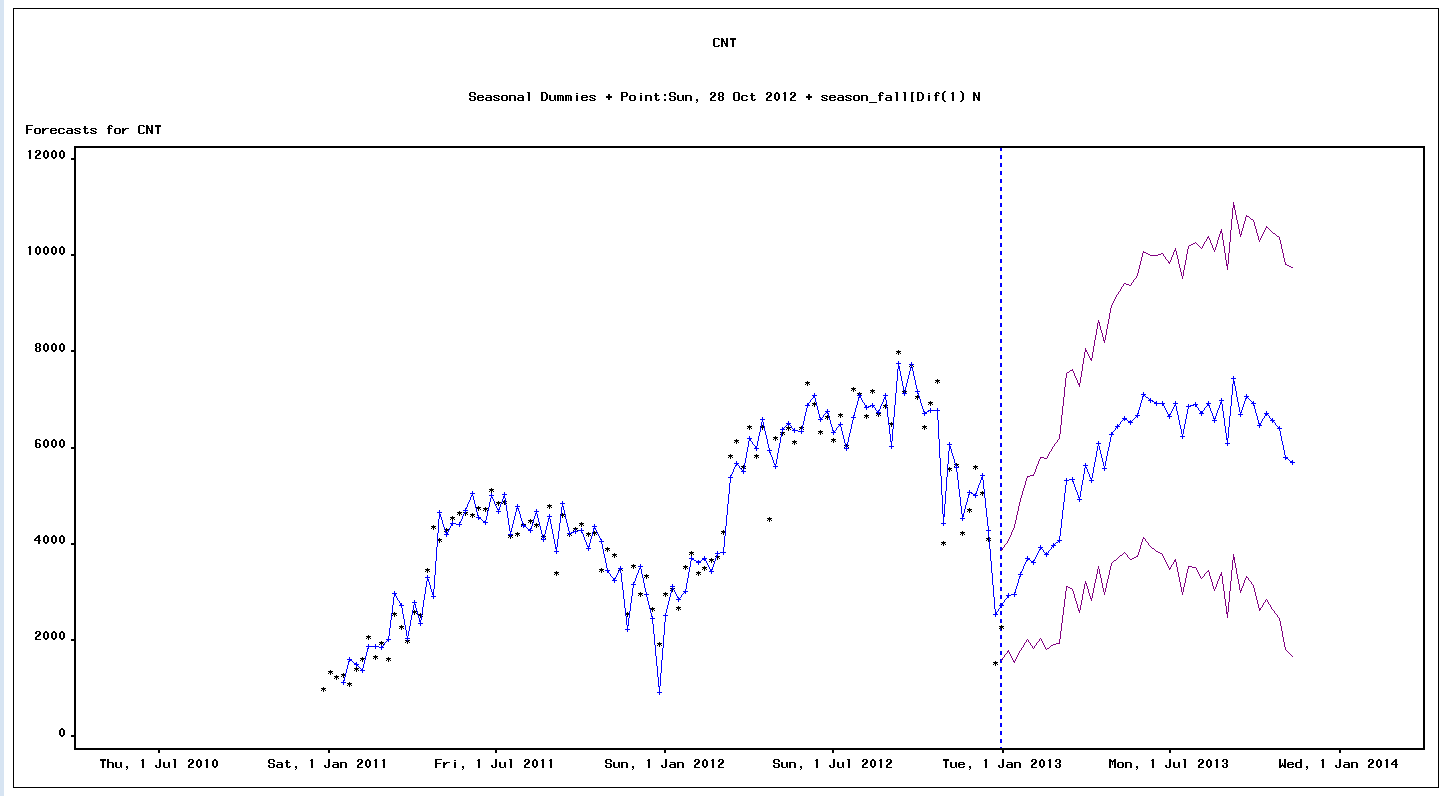 CNT
Seasonal Dummies + Point:Sun, 28 Oct 2012 + season_fall[Dif(1) N
Forecasts for CNT
12000
10000
8000
6000
4000
2000
0
Thu, 1 Jul 2010
Sat, 1 Jan 2011
Fri, 1 Jul 2011
Sun, 1 Jan 2012
Sun, 1 Jul 2012
Tue, 1 Jan 2013
Mon, 1 Jul 2013
Wed, 1 Jan 2014